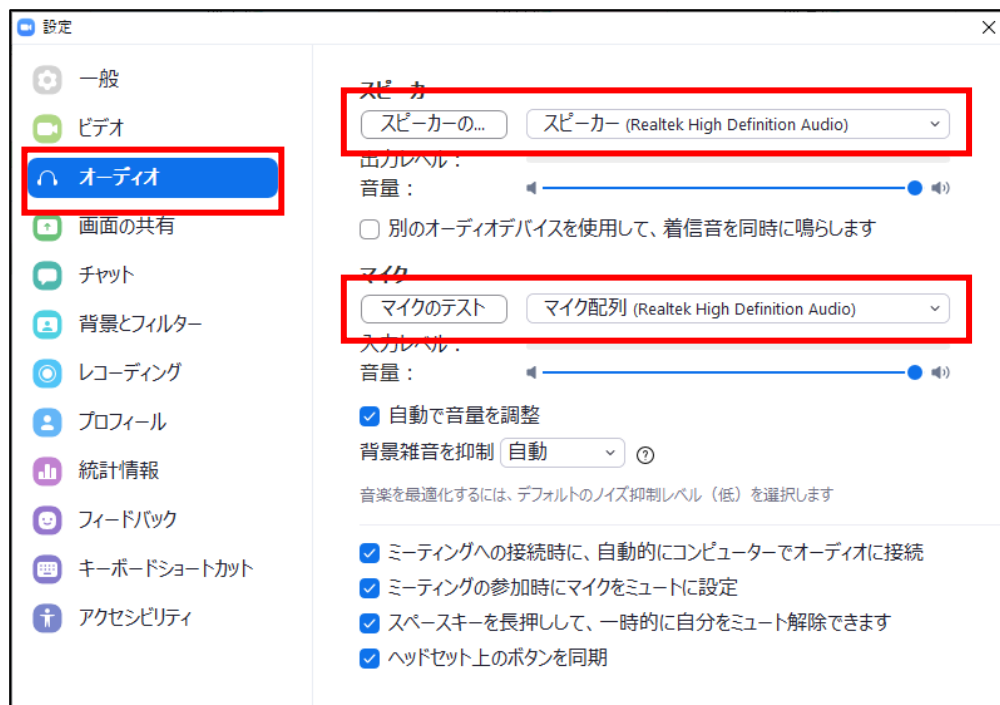 設定
一般
ビデオ
オーディオ
画面の共有
チャット
背景とフィルター
レコーディング
プロフィール
統計情報
フィードバック
キーボードショートカット
アクセシビリティ
スピーカ
スピーカーの... スピーカー (Realtek High Definition Audio)
出力レベル：
音量：
別のオーディオデバイスを使用して、着信音を同時に鳴らします
マイク
マイクのテスト マイク配列 (Realtek High Definition Audio)
入力レベル：
音量：
自動で音量を調整
背景雑音を抑制 自動
音楽を最適化するには、デフォルトのノイズ抑制レベル（低）を選択します
ミーティングへの接続時に、自動的にコンピューターでオーディオに接続
ミーティングの参加時にマイクをミュートに設定
スペースキーを長押しして、一時的に自分をミュート解除できます
ヘッドセット上のボタンを同期